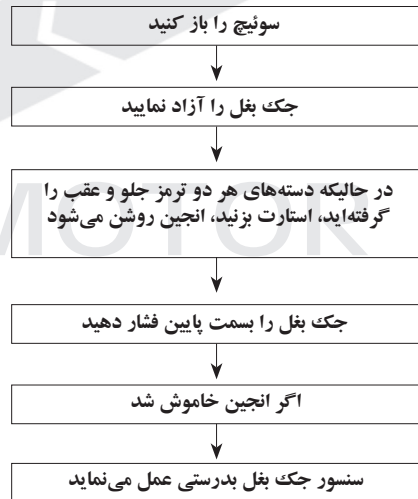 سوئیچ را باز کنید
جک بغل را آزاد نمایید
در حالیکه دسته‌های هر دو ترمز جلو و عقب را
گرفته‌اید، استارت بزنید، انجین روشن می‌شود
MOTOR
جک بغل را بسمت پایین فشار دهید
اگر انجین خاموش شد
سنسور جک بغل بدرستی عمل می‌نماید